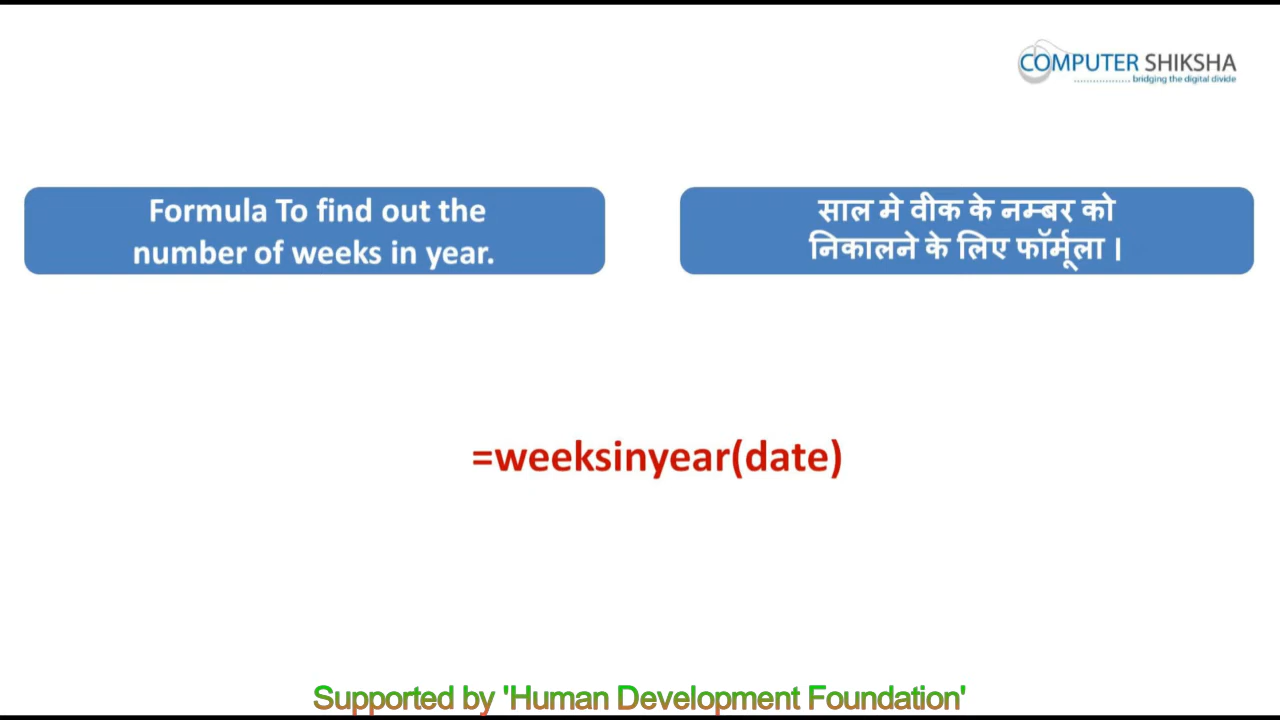 COMPUTER SHIKSHA
bridging the digital divide
Formula To find out the
number of weeks in year.
साल मे वीक के नम्बर को
निकालने के लिए फॉर्मूला ।
=weeksinyear(date)
Supported by 'Human Development Foundation'